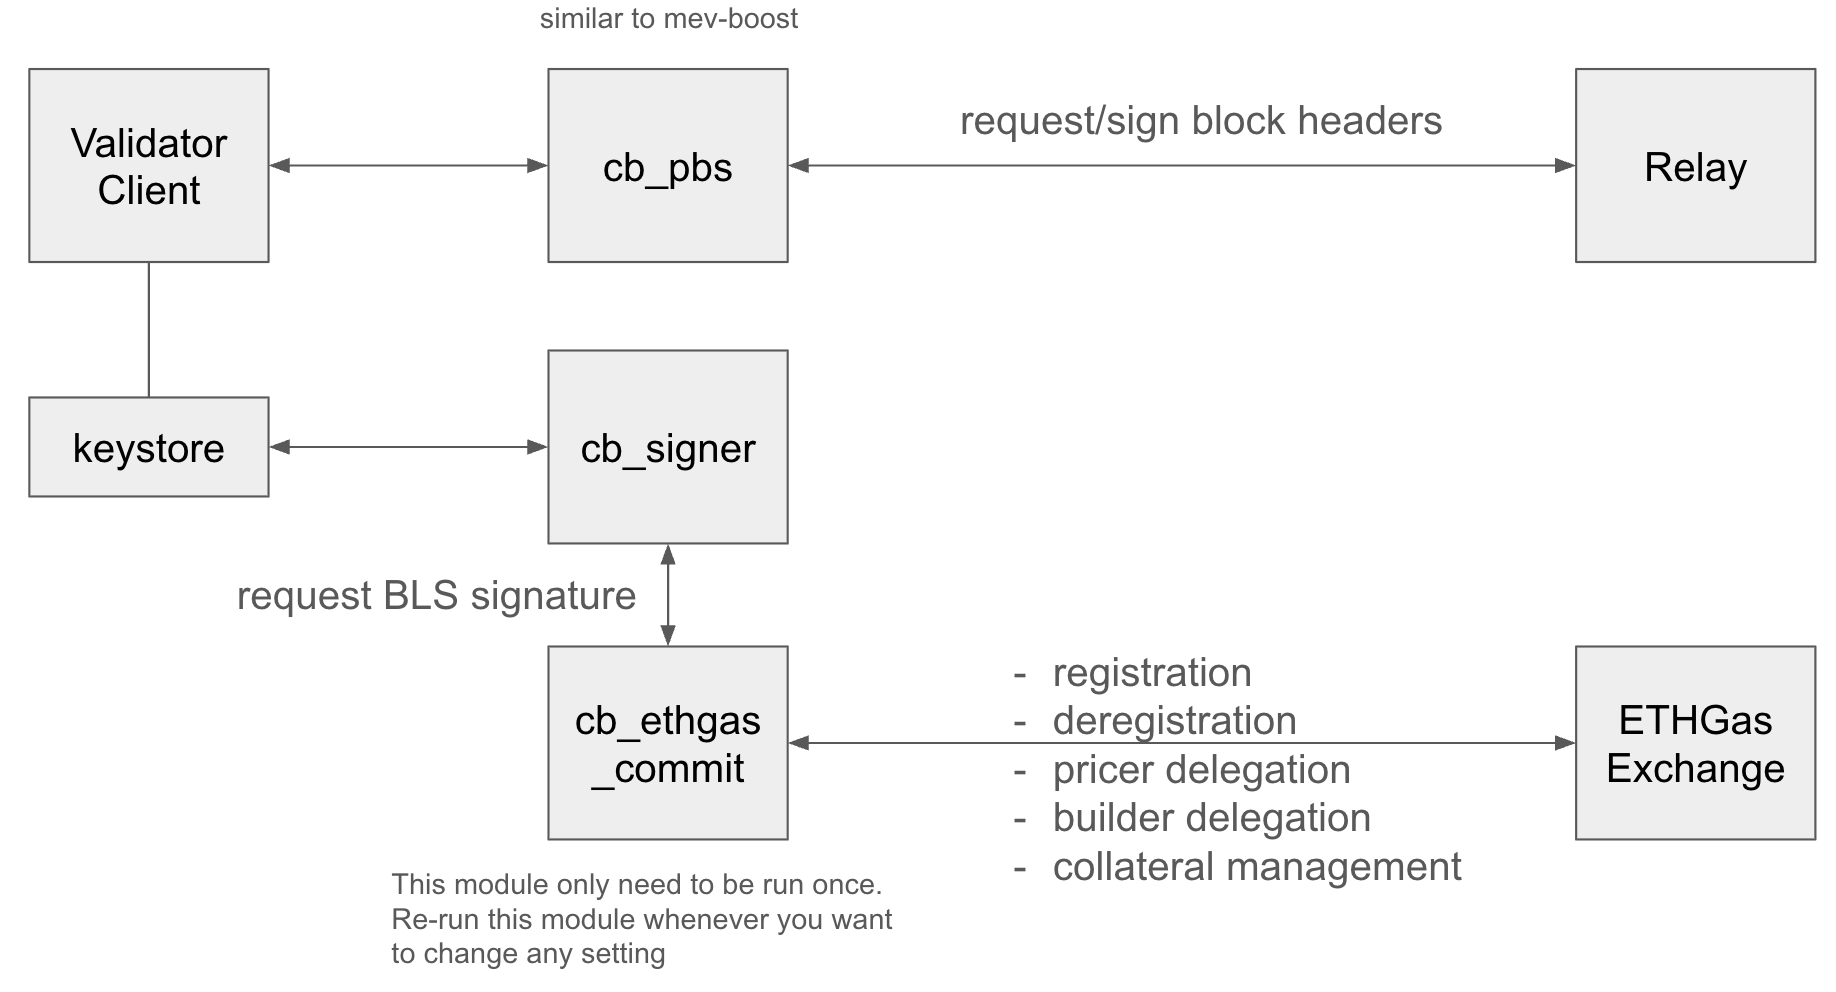 similar to mev-boost
Validator
Client
cb_pbs
request/sign block headers
Relay
keystore
cb_signer
request BLS signature
cb_ethgas
_commit
- registration
- deregistration
- pricer delegation
- builder delegation
- collateral management
ETHGas
Exchange
This module only need to be run once.
Re-run this module whenever you want
to change any setting